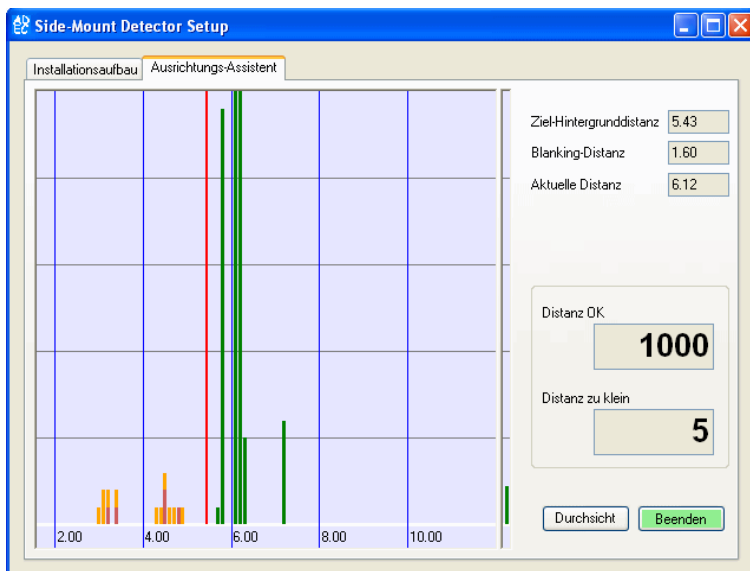 Side-Mount Detector Setup
Installationsaufbau
Ausrichtungs-Assistent
Ziel-Hintergrunddistanz 5.43
Blanking-Distanz 1.60
Aktuelle Distanz 6.12
Distanz OK
1000
Distanz zu klein
5
Durchsicht
Beenden
2.00 4.00 6.00 8.00 10.00